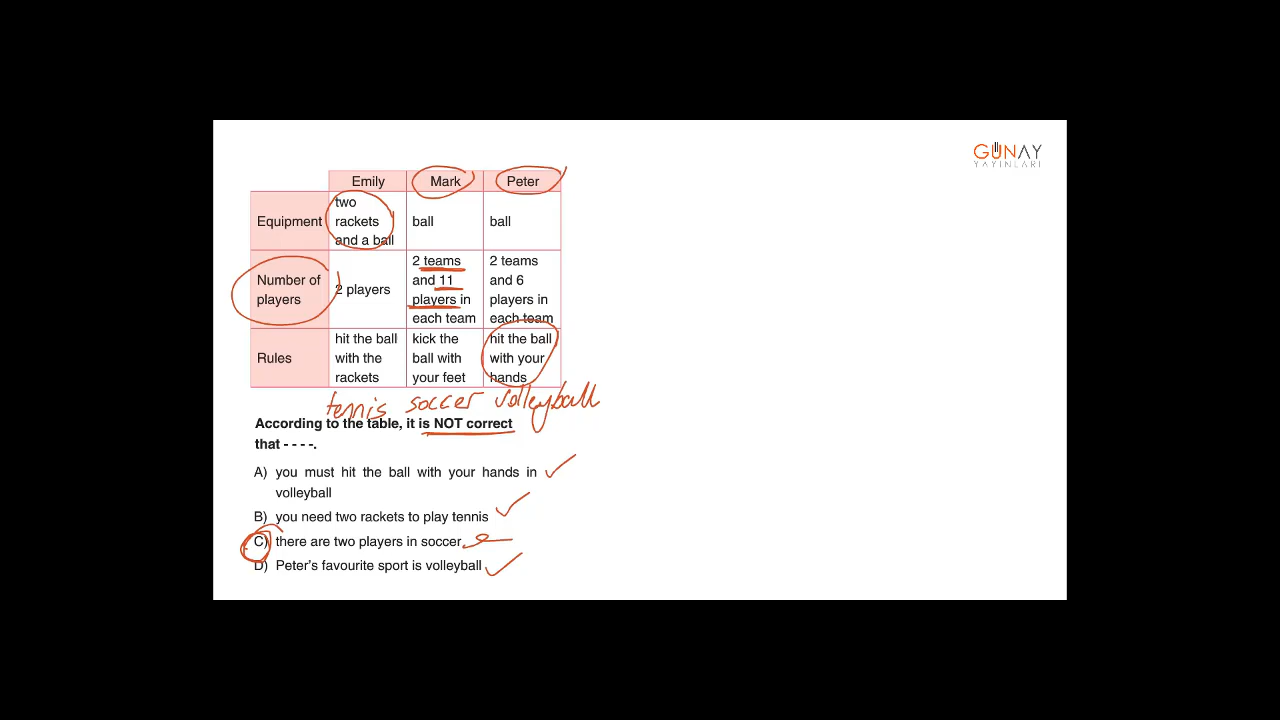 GÜNAY
YAYINLARI
Emily Mark Peter
Equipment
two
rackets
and a ball
ball
ball
Number of
players
2 players
2 teams
and 11
players in
each team
2 teams
and 6
players in
each team
Rules
hit the ball
with the
rackets
kick the
ball with
your feet
hit the ball
with your
hands
tennis soccer volleyball
According to the table, it is NOT correct
that - - - -.
A) you must hit the ball with your hands in
volleyball
B) you need two rackets to play tennis
C) there are two players in soccer
D) Peter's favourite sport is volleyball